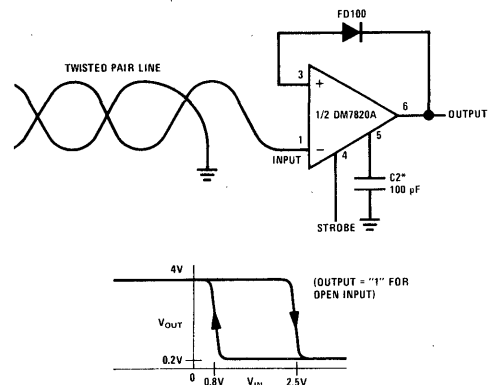 FD100
TWISTED PAIR LINE
3
+
1/2 DM7820A
6
OUTPUT
1
−
INPUT
4
5
C2*
100 pF
STROBE
4V
(OUTPUT = "1" FOR
OPEN INPUT)
VOUT
0.2V
0 0.8V VIN 2.5V